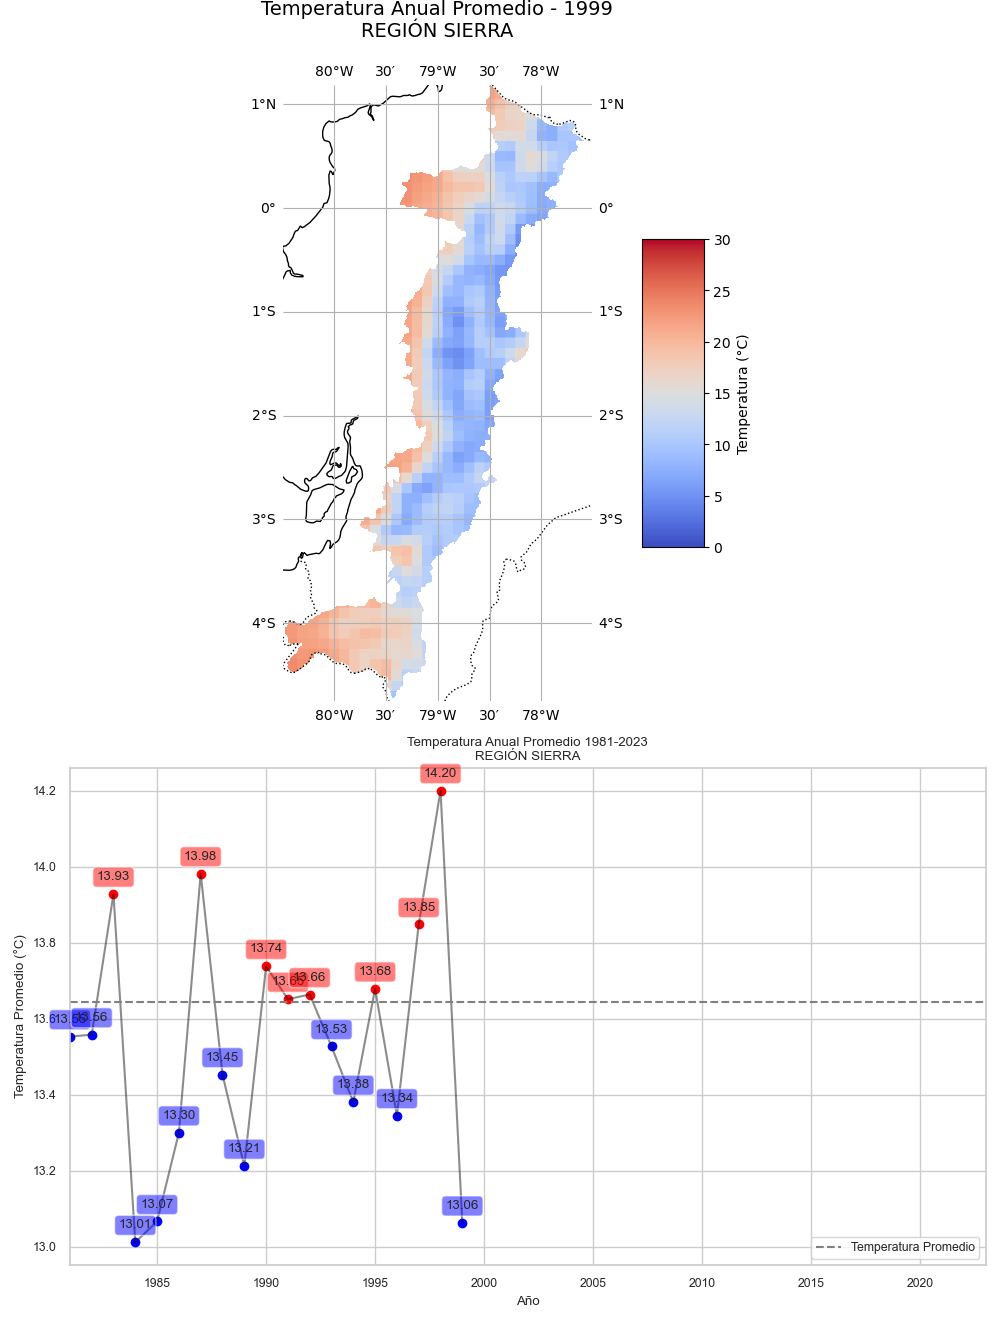 Temperatura Anual Promedio - 1999
REGIÓN SIERRA
80°W 30′ 79°W 30′ 78°W
1°N 1°N
0° 0°
1°S 1°S
2°S 2°S
3°S 3°S
4°S 4°S
80°W 30′ 79°W 30′ 78°W
30
25
20
15
10
5
0
Temperatura (°C)
Temperatura Anual Promedio 1981-2023
REGIÓN SIERRA
14.2
14.0
13.8
13.6
13.4
13.2
13.0
Temperatura Promedio (°C)
13.56
13.93
13.01
13.07
13.30
13.98
13.45
13.21
13.74
13.65
13.66
13.53
13.38
13.68
13.34
13.85
14.20
13.06
Temperatura Promedio
1985 1990 1995 2000 2005 2010 2015 2020
Año